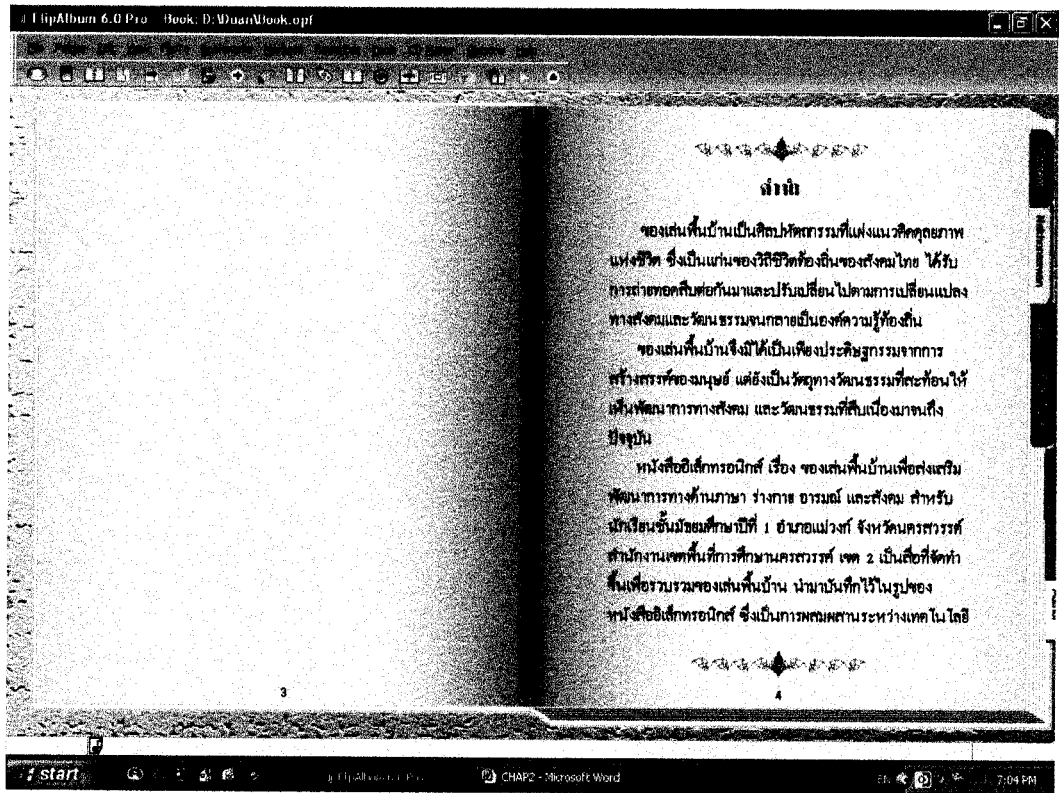 FlipAlbum 6.0 Pro Book: D:\Duan\Book.opf
คำนำ
ของเล่นพื้นบ้านเป็นศิลปหัตถกรรมที่แฝงแนวคิดดุลยภาพ
แห่งชีวิต ซึ่งเป็นแก่นของวิถีชีวิตท้องถิ่นของสังคมไทย ได้รับ
การถ่ายทอดสืบต่อกันมาและปรับเปลี่ยนไปตามการเปลี่ยนแปลง
ทางสังคมและวัฒนธรรมจนกลายเป็นองค์ความรู้ท้องถิ่น
ของเล่นพื้นบ้านจึงมิได้เป็นเพียงประดิษฐกรรมจากการ
สร้างสรรค์ของมนุษย์ แต่ยังเป็นวัตถุทางวัฒนธรรมที่สะท้อนให้
เห็นพัฒนาการทางสังคม และวัฒนธรรมที่สืบเนื่องมาจนถึง
ปัจจุบัน
หนังสืออิเล็กทรอนิกส์ เรื่อง ของเล่นพื้นบ้านเพื่อส่งเสริม
พัฒนาการทางด้านภาษา ร่างกาย อารมณ์ และสังคม สำหรับ
นักเรียนชั้นมัธยมศึกษาปีที่ 1 อำเภอแม่วงก์ จังหวัดนครสวรรค์
สำนักงานเขตพื้นที่การศึกษานครสวรรค์ เขต 2 เป็นสื่อที่จัดทำ
ขึ้นเพื่อรวบรวมของเล่นพื้นบ้าน นำมาบันทึกไว้ในรูปของ
หนังสืออิเล็กทรอนิกส์ ซึ่งเป็นการผสมผสานระหว่างเทคโนโลยี
3
4
start
CHAP2 - Microsoft Word
EN
7:04 PM